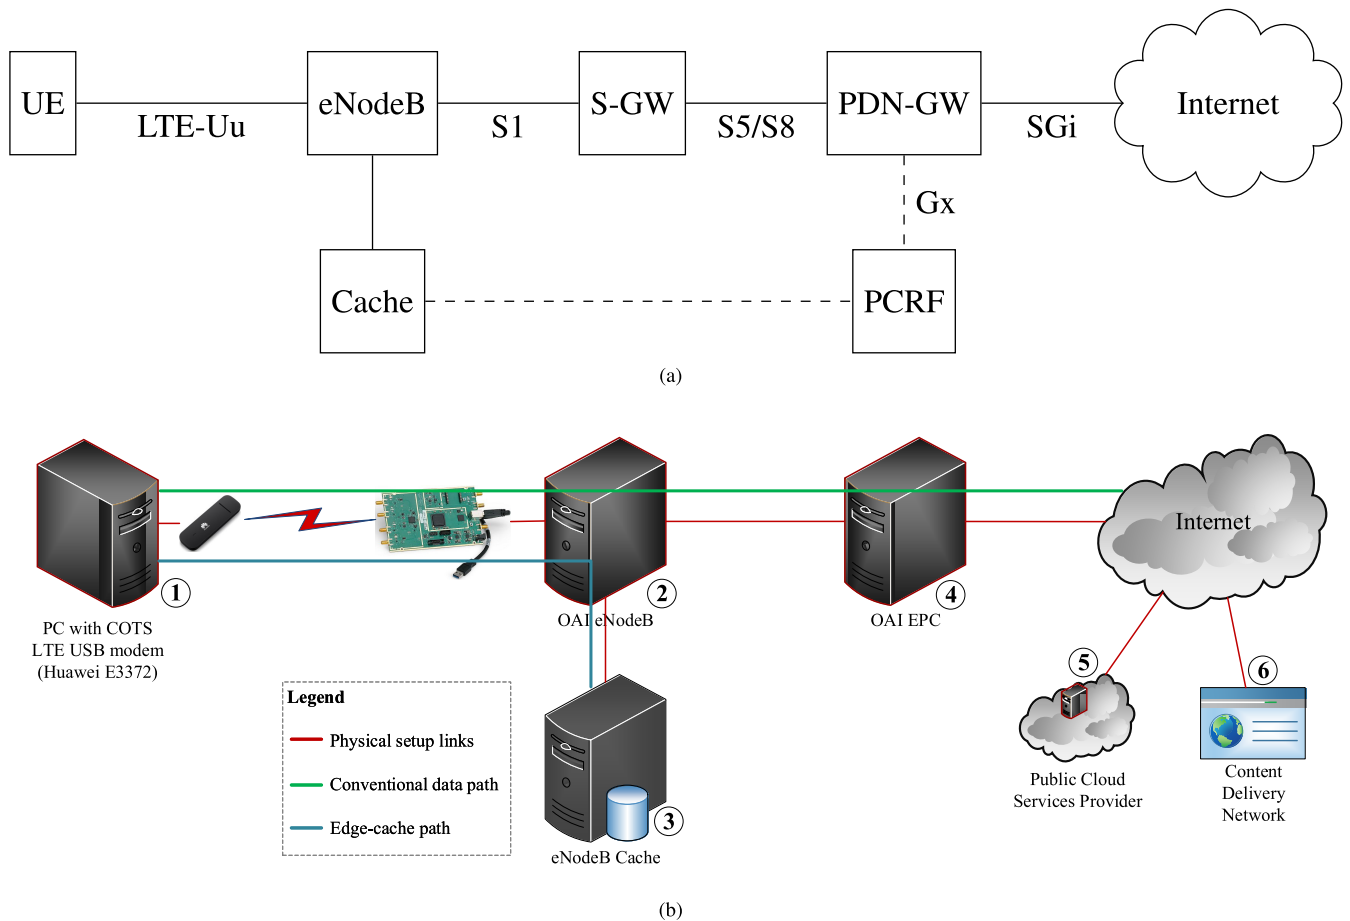 UE
LTE-Uu
eNodeB
S1
S-GW
S5/S8
PDN-GW
SGi
Internet
Gx
Cache
PCRF
(a)
Internet
1
2
4
PC with COTS
LTE USB modem
(Huawei E3372)
OAI eNodeB
OAI EPC
5
6
Legend
Physical setup links
Conventional data path
Edge-cache path
3
eNodeB Cache
Public Cloud
Services Provider
Content
Delivery
Network
(b)